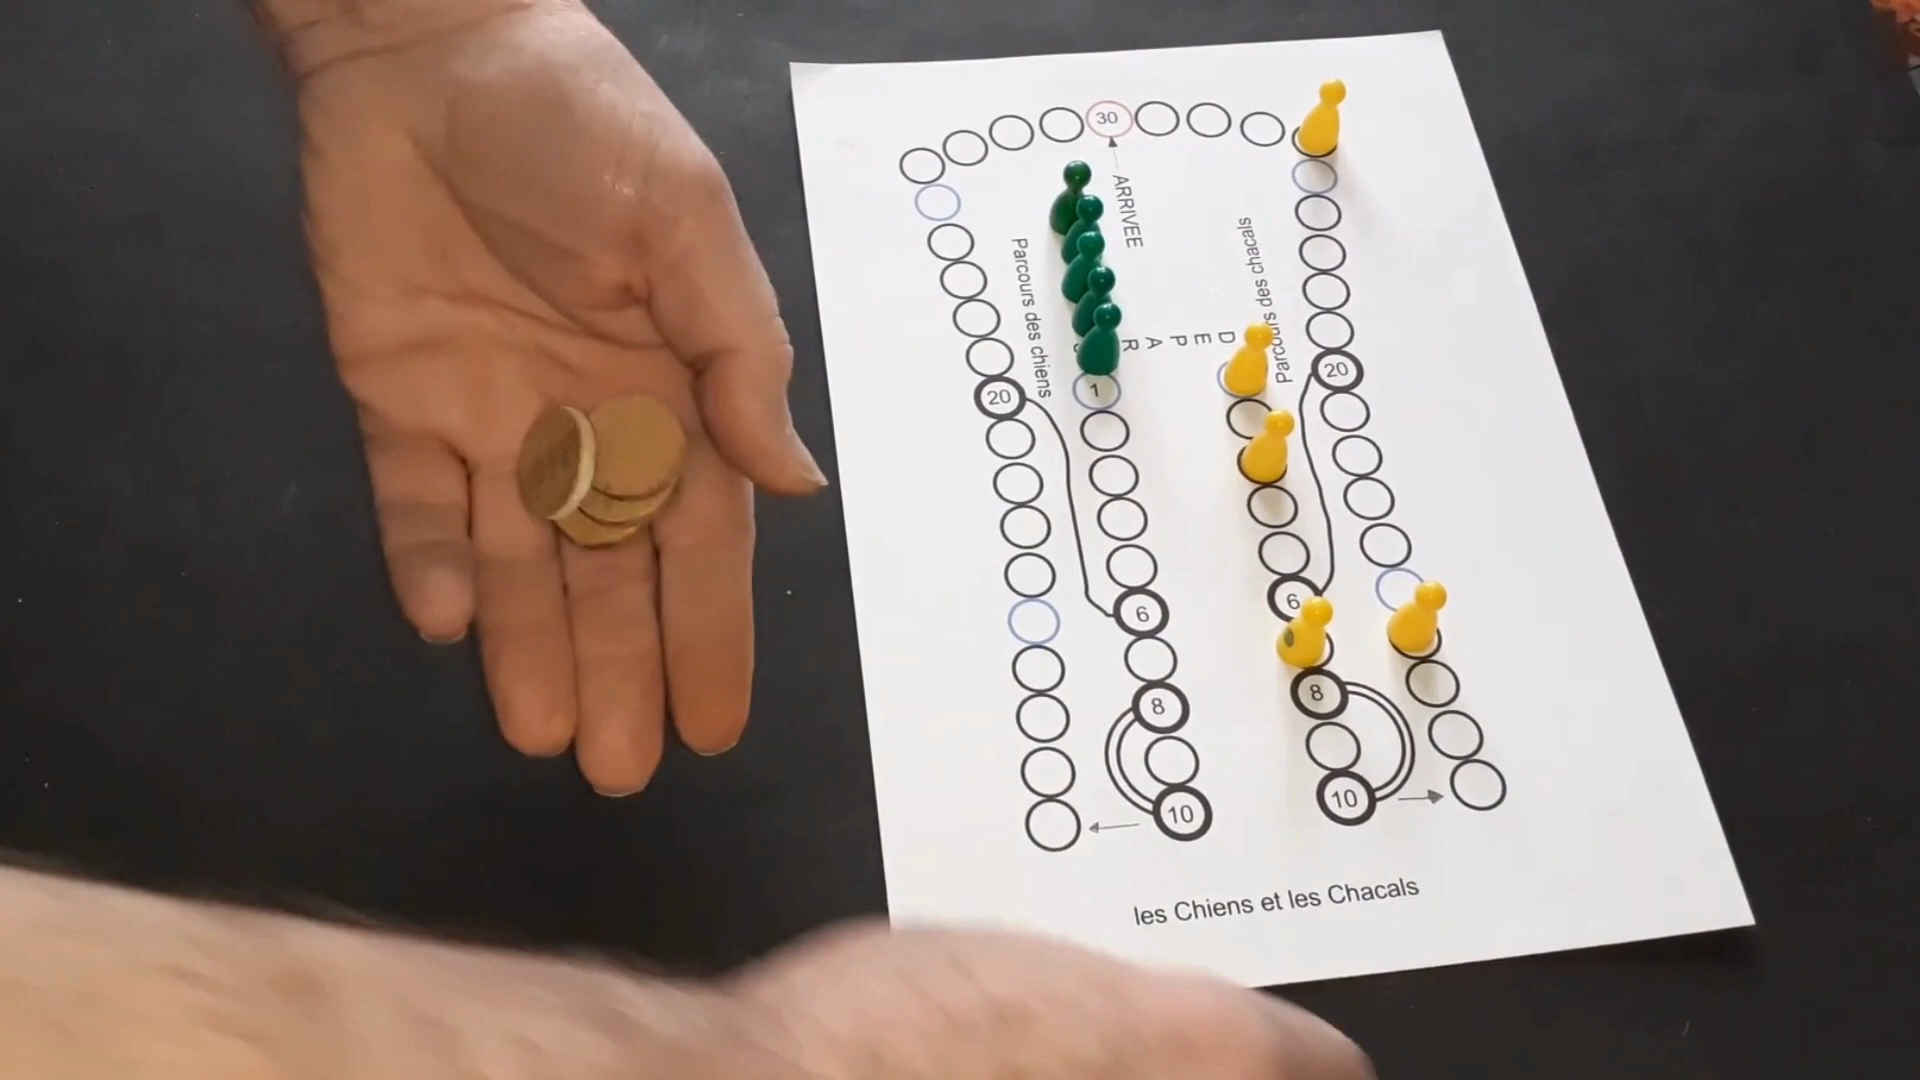 30
ARRIVEE
Parcours des chacals
Parcours des chiens
R A P E D
1
20
20
6
6
8
8
10
10
les Chiens et les Chacals